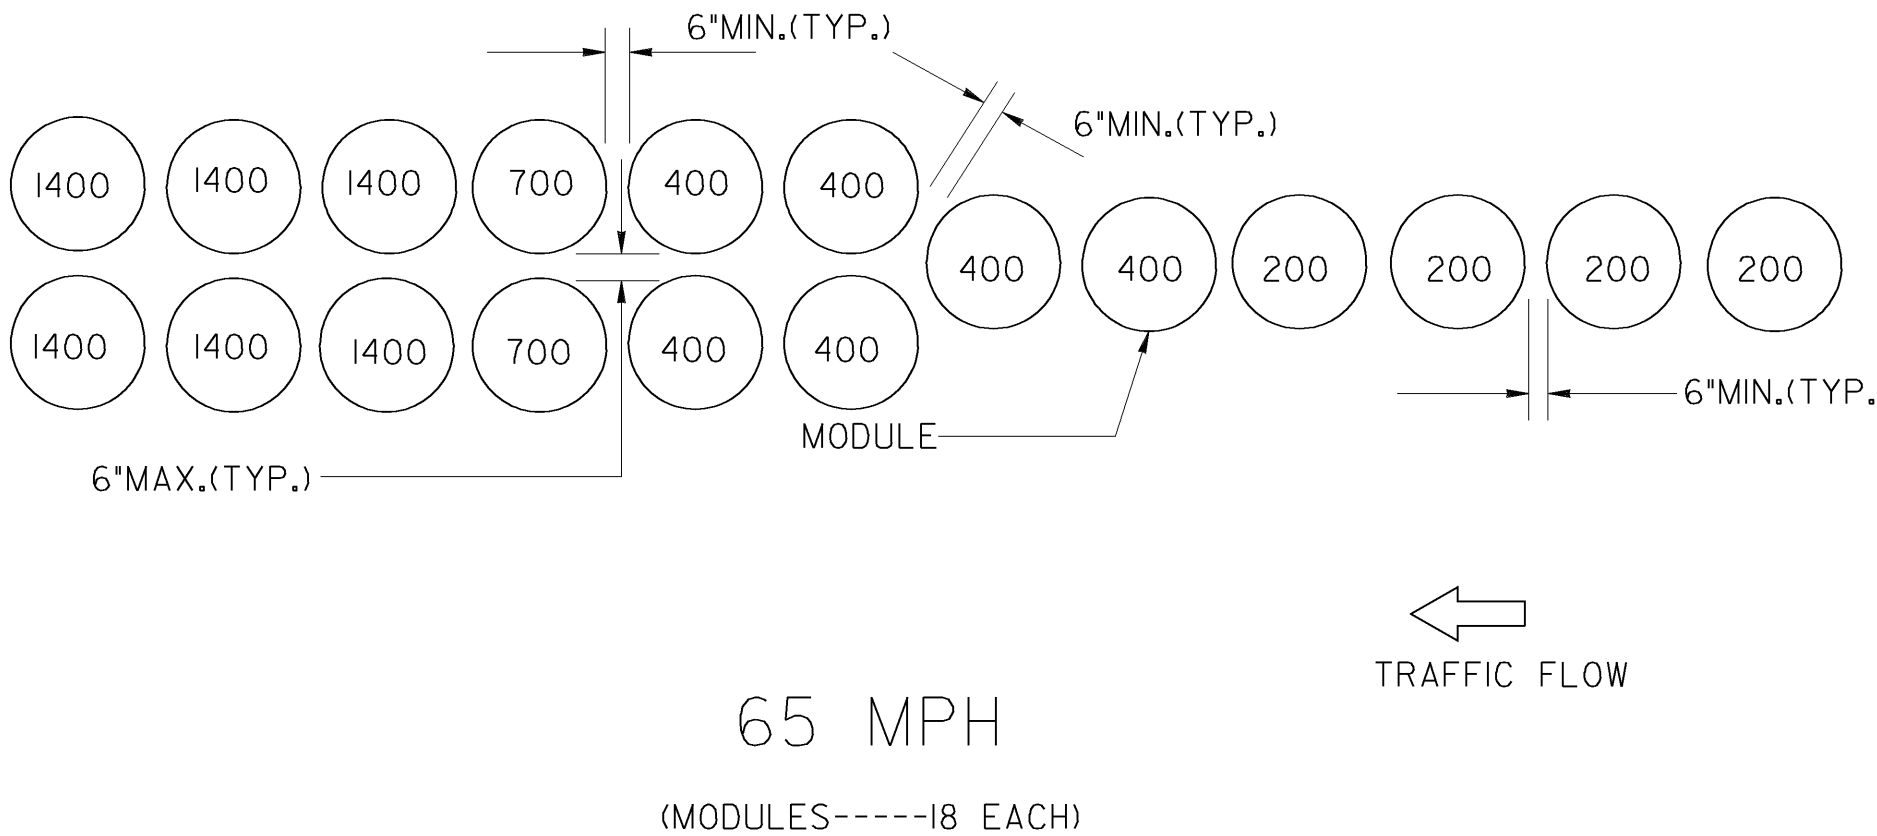 6"MIN.(TYP.)
6"MIN.(TYP.)
1400 1400 1400 700 400 400
400 400 200 200 200 200
1400 1400 1400 700 400 400
6"MIN.(TYP.
MODULE
6"MAX.(TYP.)
TRAFFIC FLOW
65 MPH
(MODULES-----18 EACH)